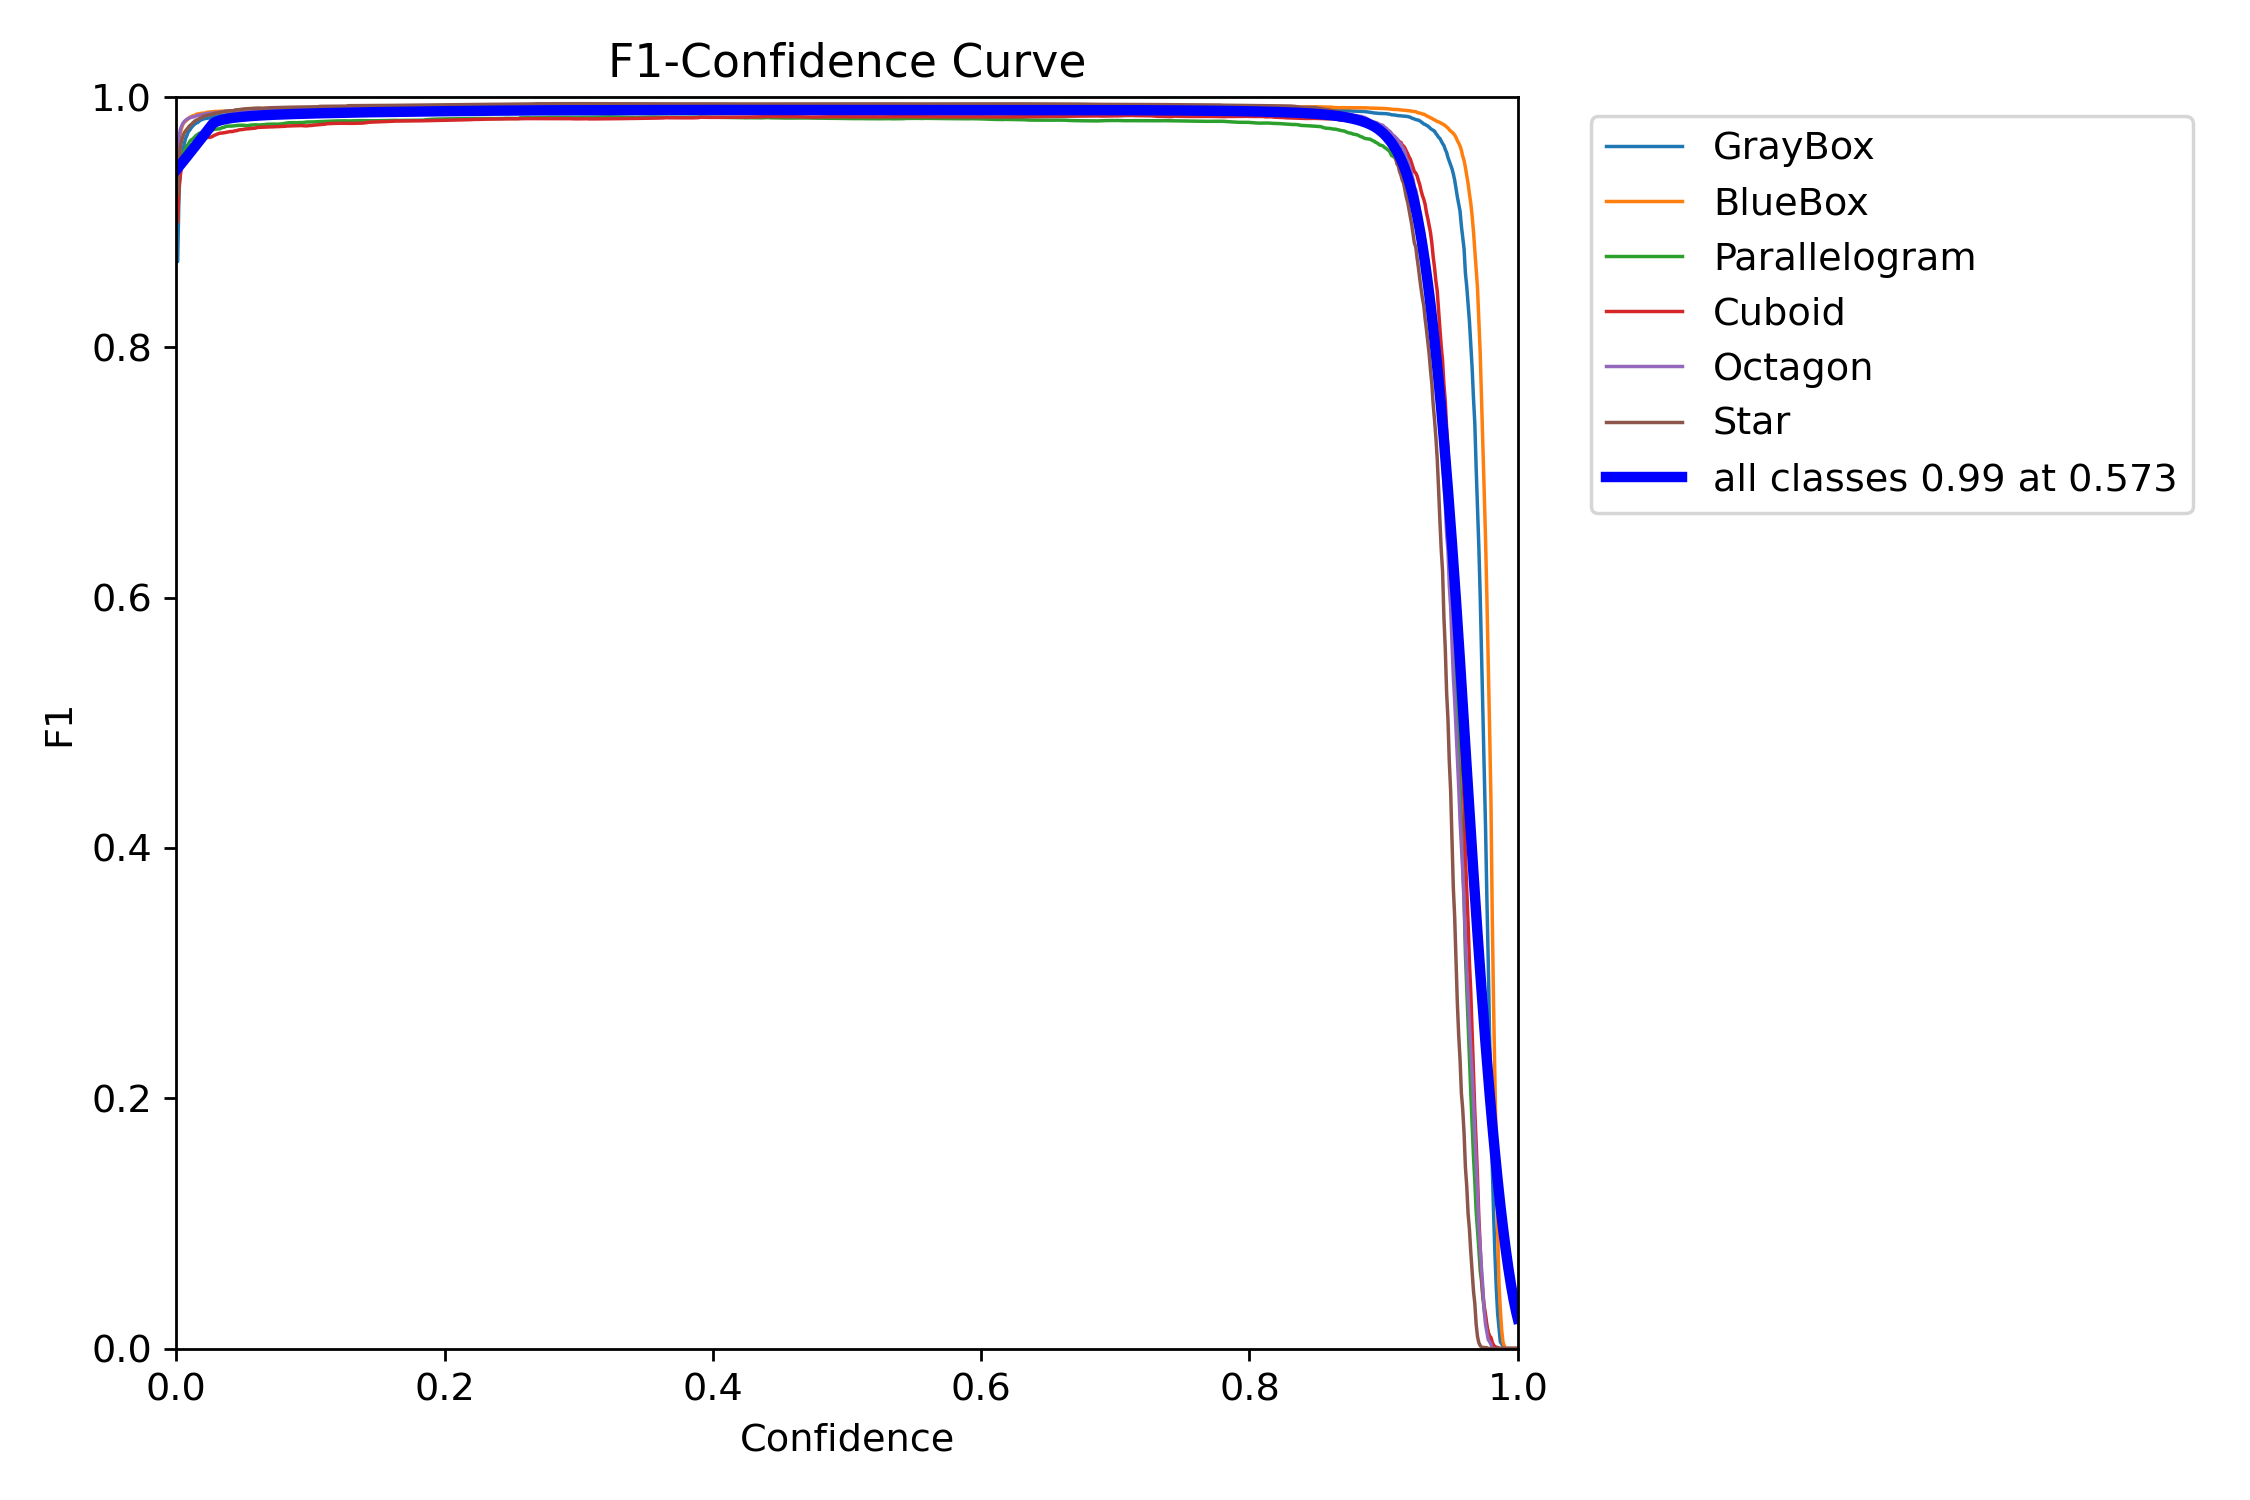 F1-Confidence Curve
1.0
0.8
0.6
0.4
0.2
0.0
F1
0.0 0.2 0.4 0.6 0.8 1.0
Confidence
GrayBox
BlueBox
Parallelogram
Cuboid
Octagon
Star
all classes 0.99 at 0.573